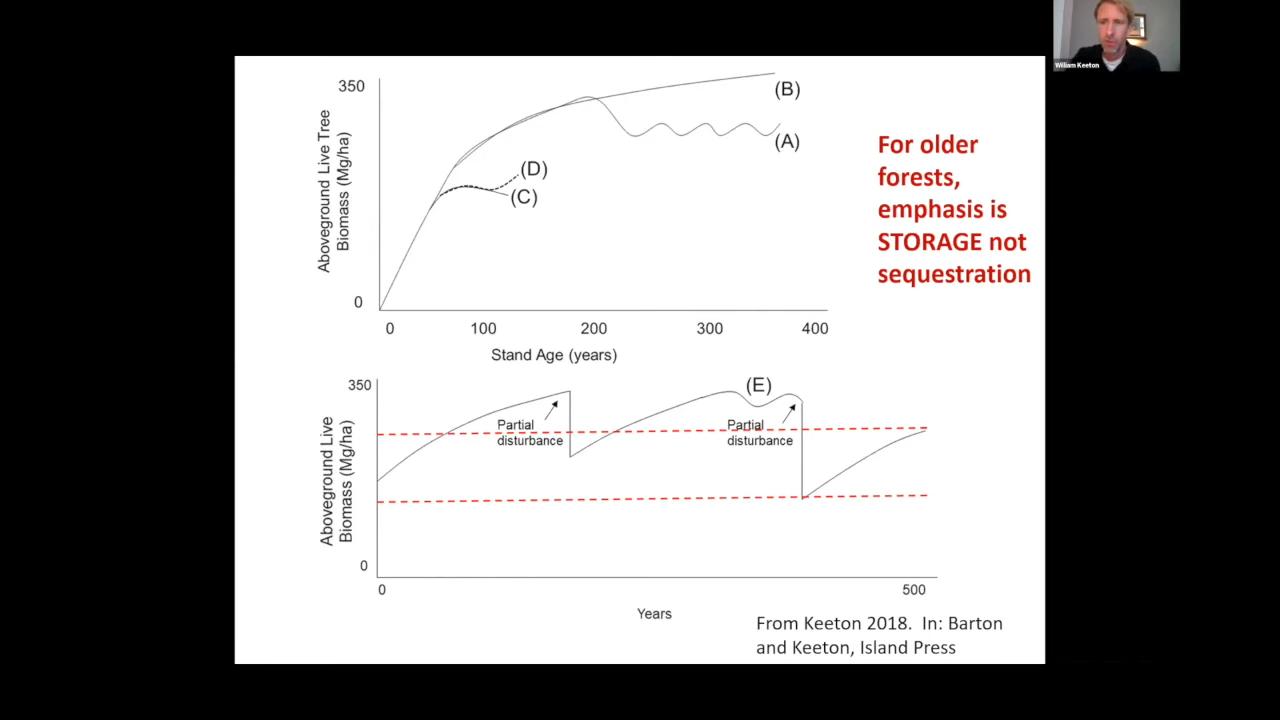 William Keeton
350
Aboveground Live Tree
Biomass (Mg/ha)
0
(B)
(A)
(D)
(C)
0 100 200 300 400
Stand Age (years)
For older
forests,
emphasis is
STORAGE not
sequestration
350
Aboveground Live
Biomass (Mg/ha)
0
(E)
Partial
disturbance
Partial
disturbance
0 500
Years
From Keeton 2018. In: Barton
and Keeton, Island Press